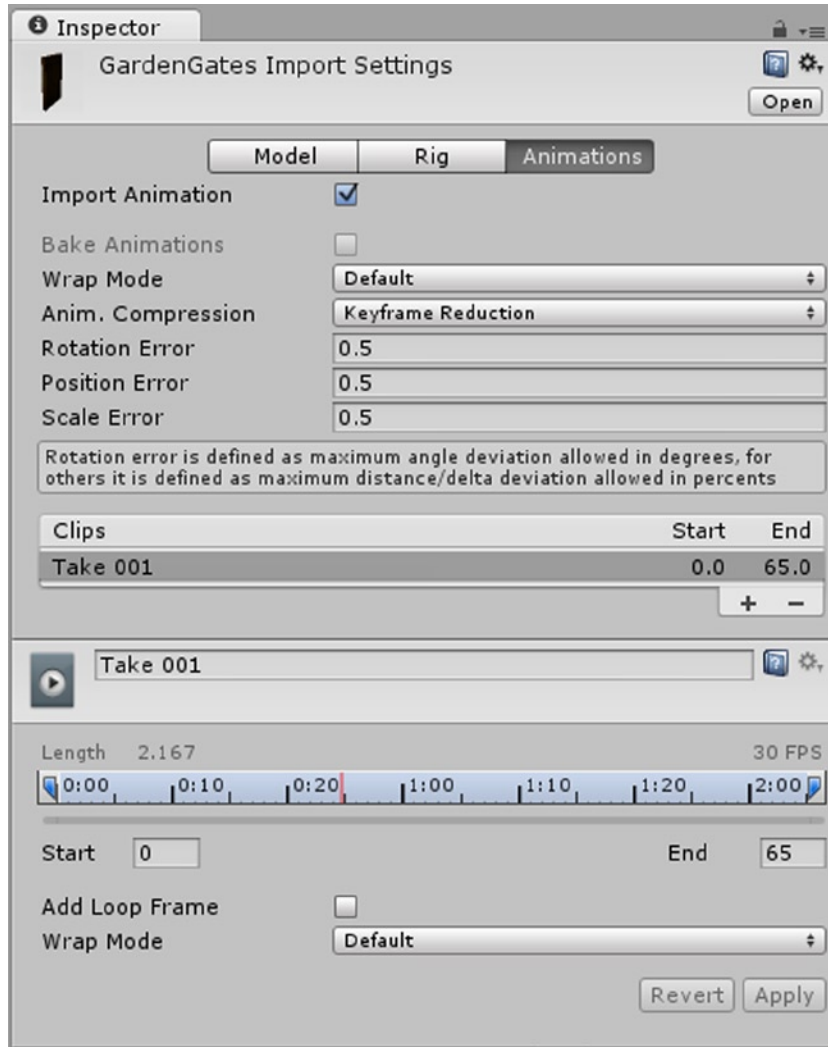 Inspector
GardenGates Import Settings
Open
Model Rig Animations
Import Animation
Bake Animations
Wrap Mode Default
Anim. Compression Keyframe Reduction
Rotation Error 0.5
Position Error 0.5
Scale Error 0.5
Rotation error is defined as maximum angle deviation allowed in degrees, for
others it is defined as maximum distance/delta deviation allowed in percents
Clips Start End
Take 001 0.0 65.0
+ −
Take 001
Length 2.167 30 FPS
0:00 0:10 0:20 1:00 1:10 1:20 2:00
Start 0 End 65
Add Loop Frame
Wrap Mode Default
Revert Apply